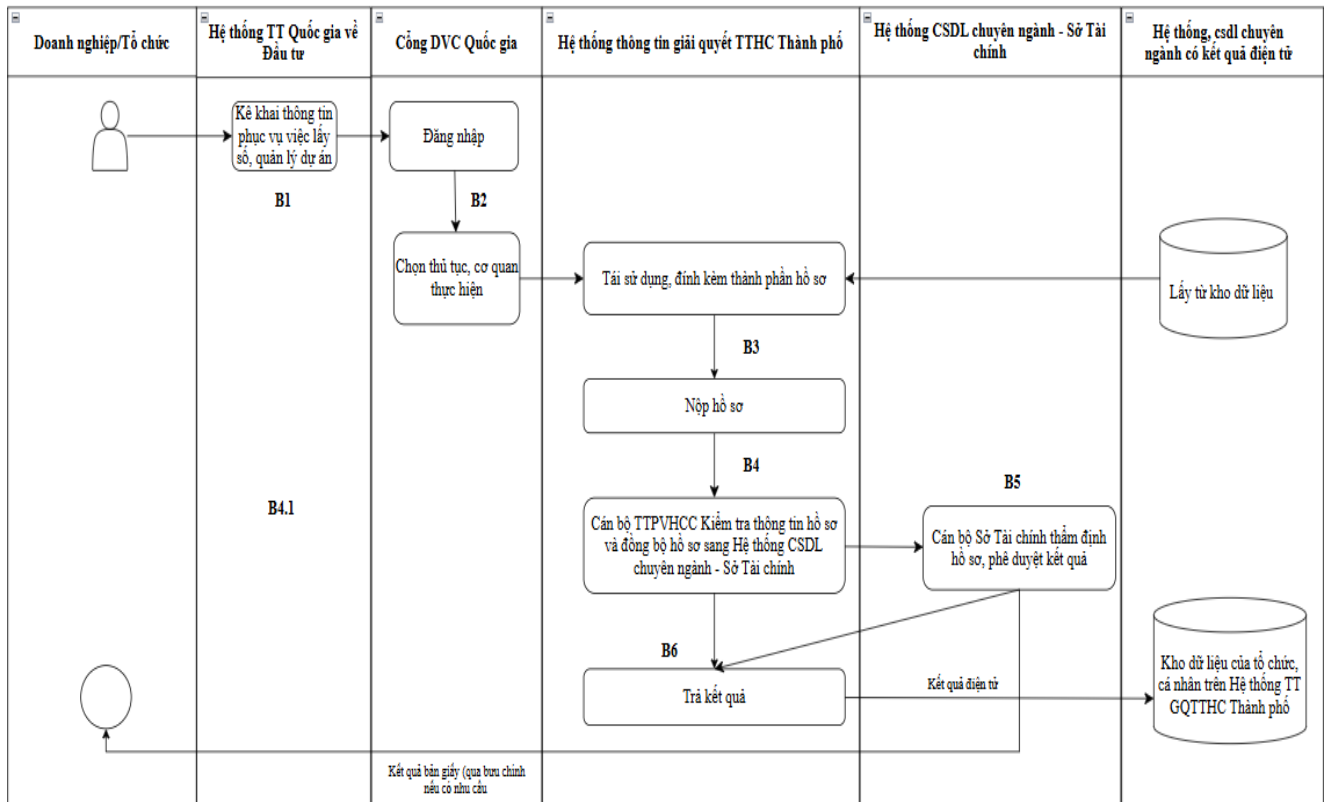 Doanh nghiệp/Tổ chức
Hệ thống TT Quốc gia về
Đầu tư
Cổng DVC Quốc gia
Hệ thống thông tin giải quyết TTHC Thành phố
Hệ thống CSDL chuyên ngành - Sở Tài
chính
Hệ thống, csdl chuyên
ngành có kết quả điện tử
Kê khai thông tin
phục vụ việc lấy
số, quản lý dự án
Đăng nhập
B1
B2
Chọn thủ tục, cơ quan
thực hiện
Tái sử dụng, đính kèm thành phần hồ sơ
Lấy từ kho dữ liệu
B3
Nộp hồ sơ
B4
B4.1
B5
Cán bộ TTPVHCC Kiểm tra thông tin hồ sơ
và đồng bộ hồ sơ sang Hệ thống CSDL
chuyên ngành - Sở Tài chính
Cán bộ Sở Tài chính thẩm định
hồ sơ, phê duyệt kết quả
B6
Trả kết quả
Kết quả điện tử
Kho dữ liệu của tổ chức,
cá nhân trên Hệ thống TT
GQTTHC Thành phố
Kết quả bản giấy (qua bưu chính
nếu có nhu cầu